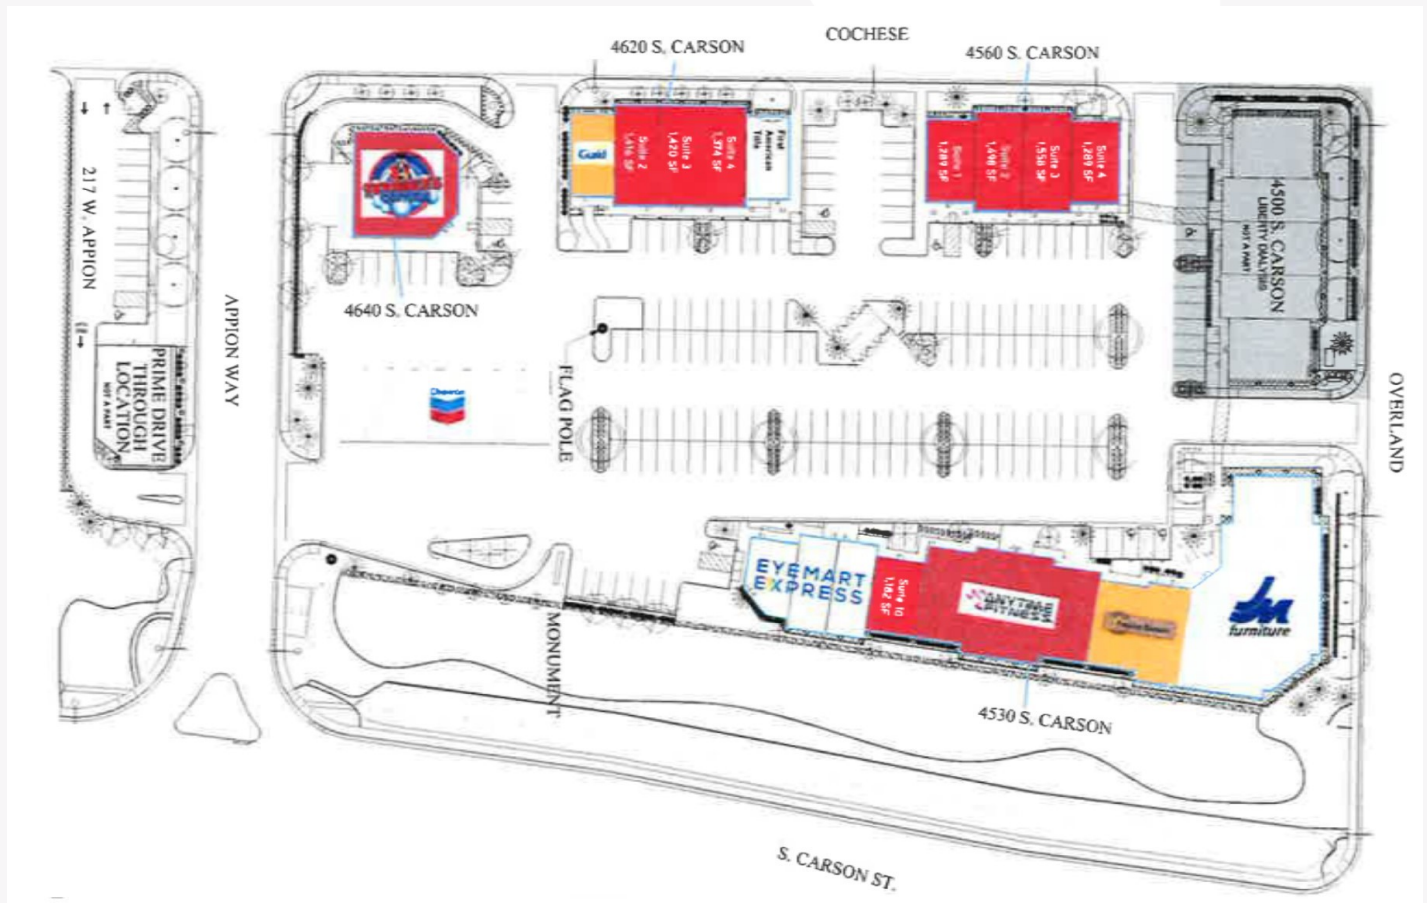 COCHESE
4620 S. CARSON
4560 S. CARSON
Guild
Suite 2
1,416 SF
Suite 3
1,420 SF
Suite 4
1,374 SF
First
American
Title
Suite 1
1,289 SF
Suite 2
1,498 SF
Suite 3
1,558 SF
Suite 4
1,289 SF
4500 S. CARSON
LIBERTY DIALYSIS
NOT A PART
217 W. APPION
4640 S. CARSON
APPION WAY
PRIME DRIVE
THROUGH
LOCATION
NOT A PART
Chevron
FLAG POLE
OVERLAND
EYEMART
EXPRESS
Suite 10
1,182 SF
ANYTIME
FITNESS
JM
furniture
MONUMENT
4530 S. CARSON
S. CARSON ST.